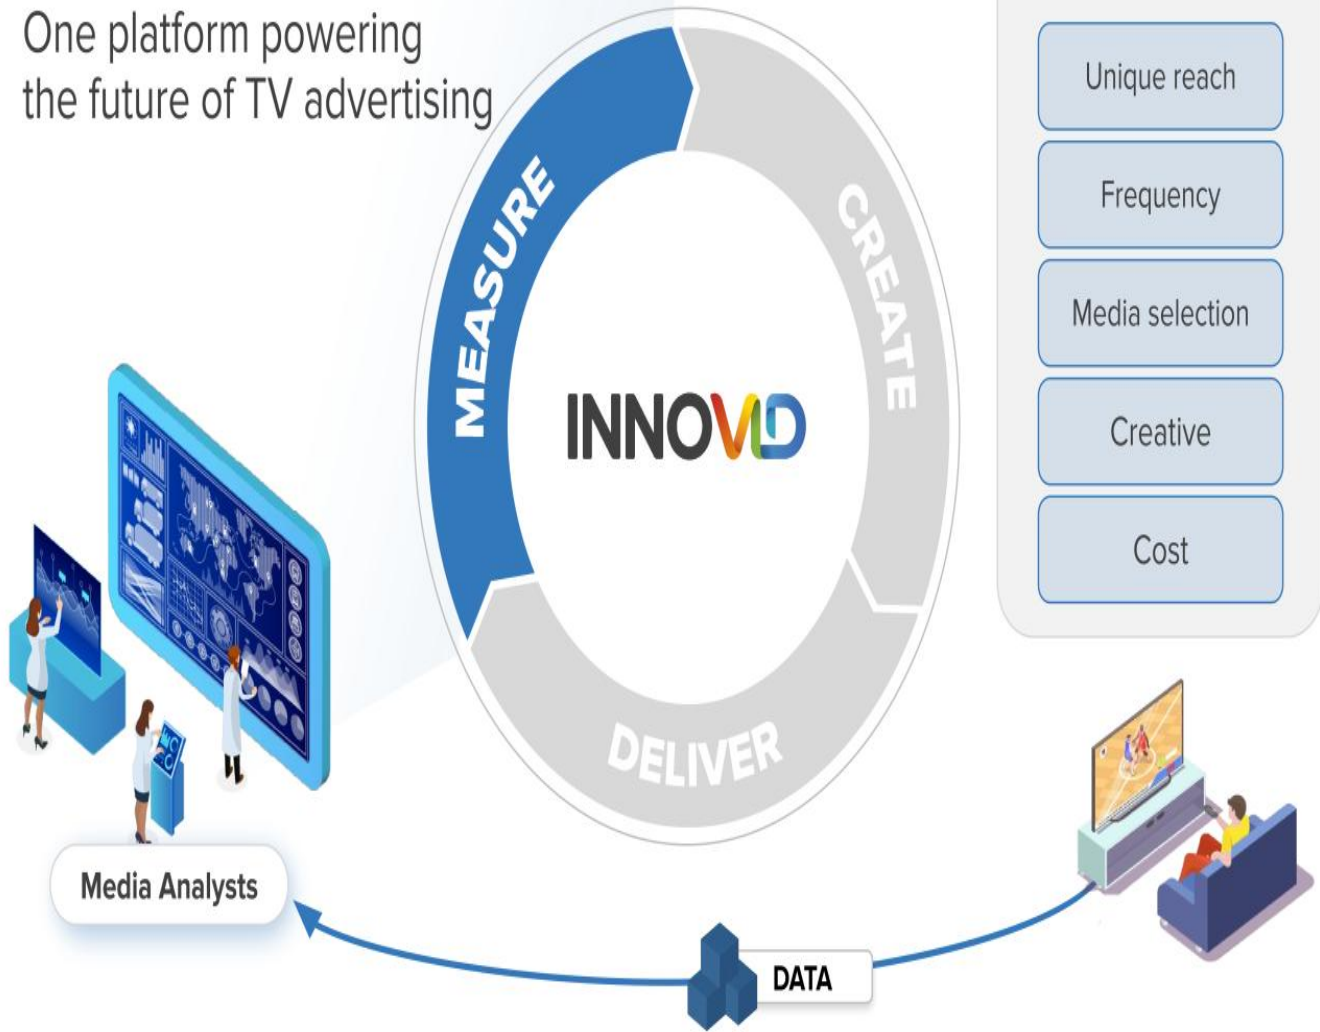 One platform powering
the future of TV advertising
MEASURE
CREATE
DELIVER
INNOVID
Unique reach
Frequency
Media selection
Creative
Cost
Media Analysts
DATA